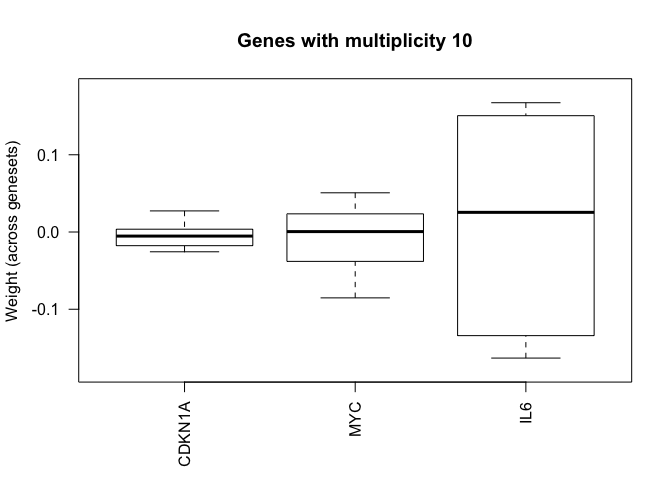 Genes with multiplicity 10
Weight (across genesets)
0.1
0.0
-0.1
CDKN1A
MYC
IL6